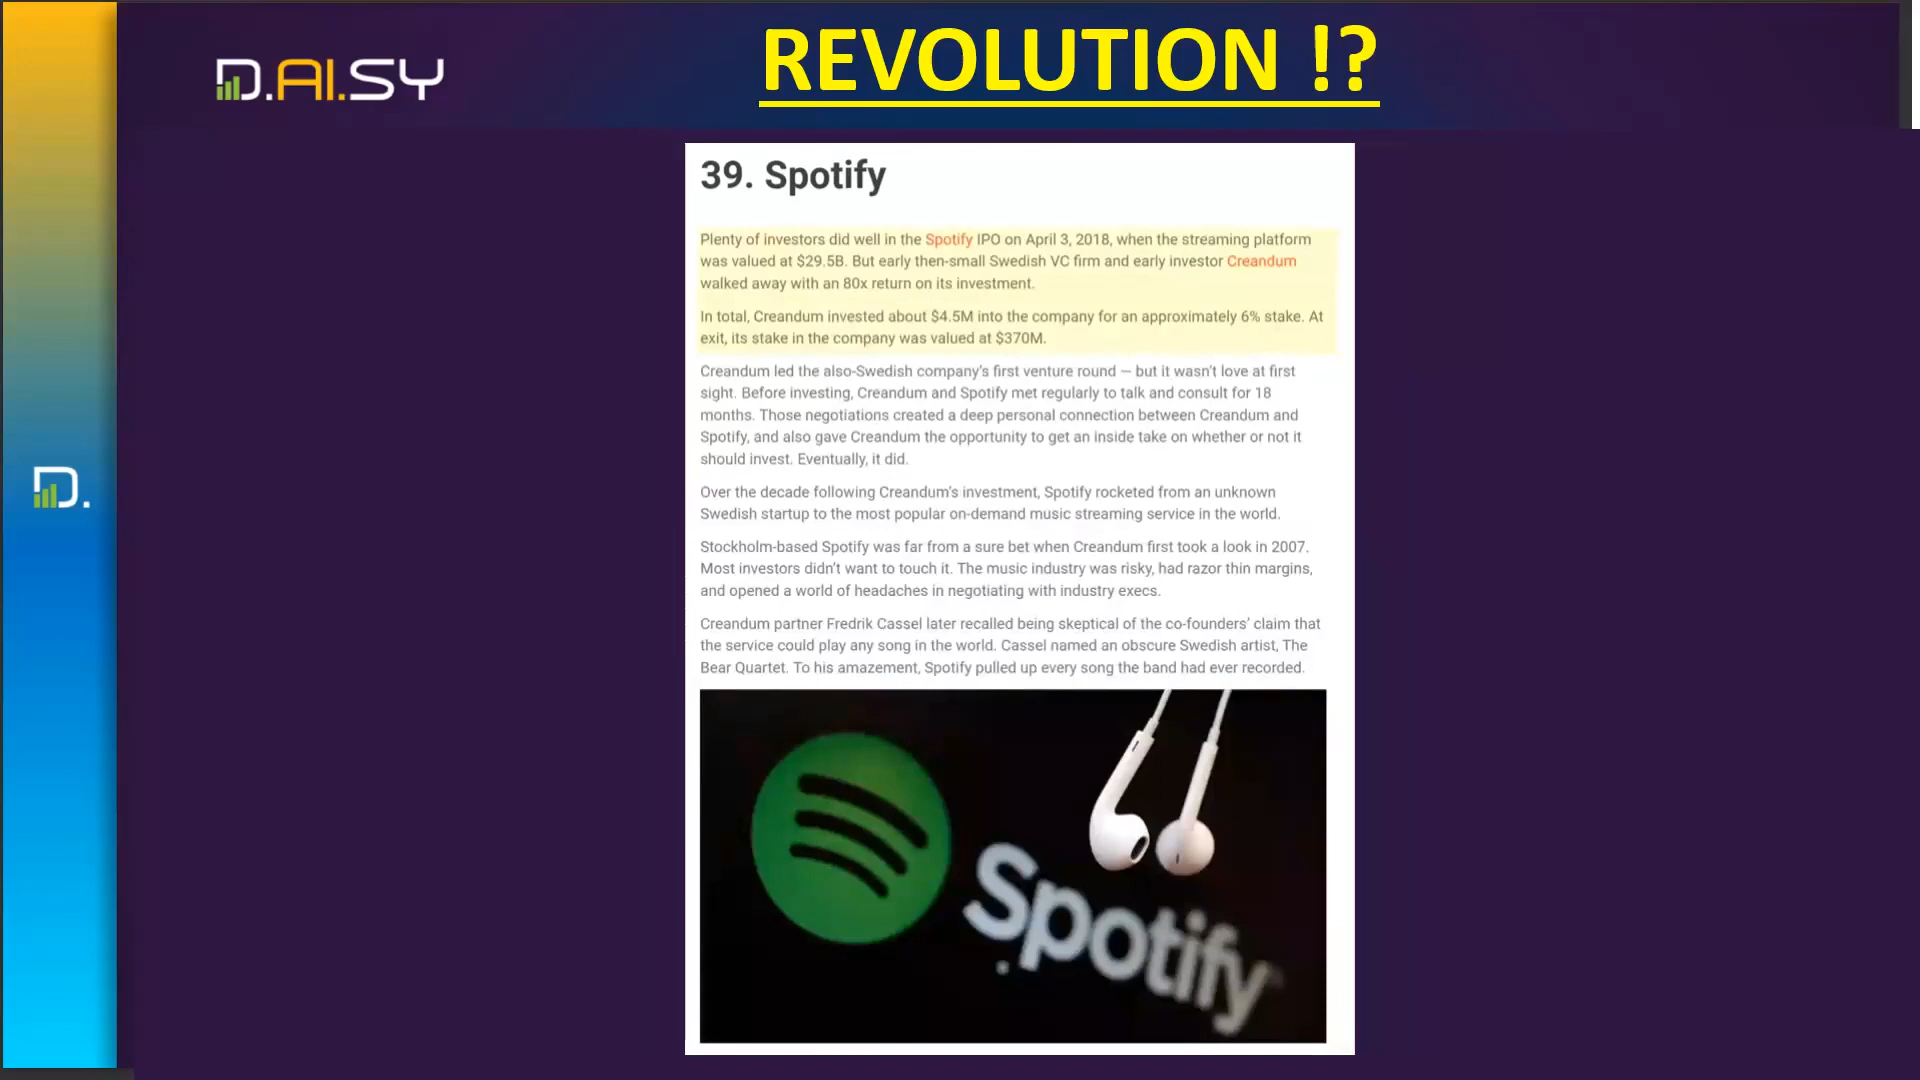 D.AI.SY
REVOLUTION !?
39. Spotify
Plenty of investors did well in the Spotify IPO on April 3, 2018, when the streaming platform
was valued at $29.5B. But early then-small Swedish VC firm and early investor Creandum
walked away with an 80x return on its investment.
In total, Creandum invested about $4.5M into the company for an approximately 6% stake. At
exit, its stake in the company was valued at $370M.
Creandum led the also-Swedish company’s first venture round — but it wasn’t love at first
sight. Before investing, Creandum and Spotify met regularly to talk and consult for 18
months. Those negotiations created a deep personal connection between Creandum and
Spotify, and also gave Creandum the opportunity to get an inside take on whether or not it
should invest. Eventually, it did.
Over the decade following Creandum’s investment, Spotify rocketed from an unknown
Swedish startup to the most popular on-demand music streaming service in the world.
Stockholm-based Spotify was far from a sure bet when Creandum first took a look in 2007.
Most investors didn’t want to touch it. The music industry was risky, had razor thin margins,
and opened a world of headaches in negotiating with industry execs.
Creandum partner Fredrik Cassel later recalled being skeptical of the co-founders’ claim that
the service could play any song in the world. Cassel named an obscure Swedish artist, The
Bear Quartet. To his amazement, Spotify pulled up every song the band had ever recorded.
Spotify
D.